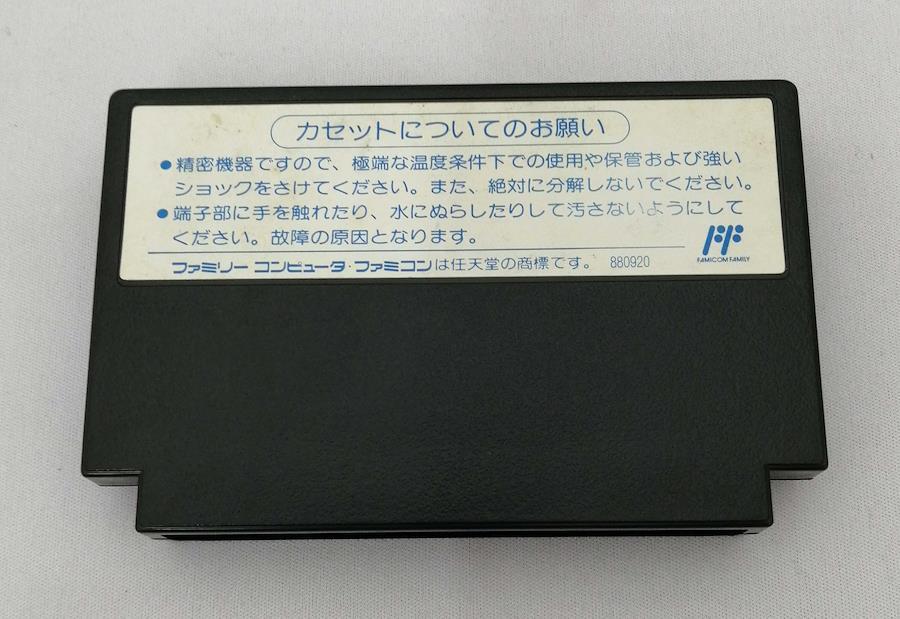 カセットについてのお願い
●精密機器ですので、極端な温度条件下での使用や保管および強い
ショックをさけてください。また、絶対に分解しないでください。
●端子部に手を触れたり、水にぬらしたりして汚さないようにして
ください。故障の原因となります。
ファミリー コンピュータ・ファミコンは任天堂の商標です。 880920
FAMICOM FAMILY